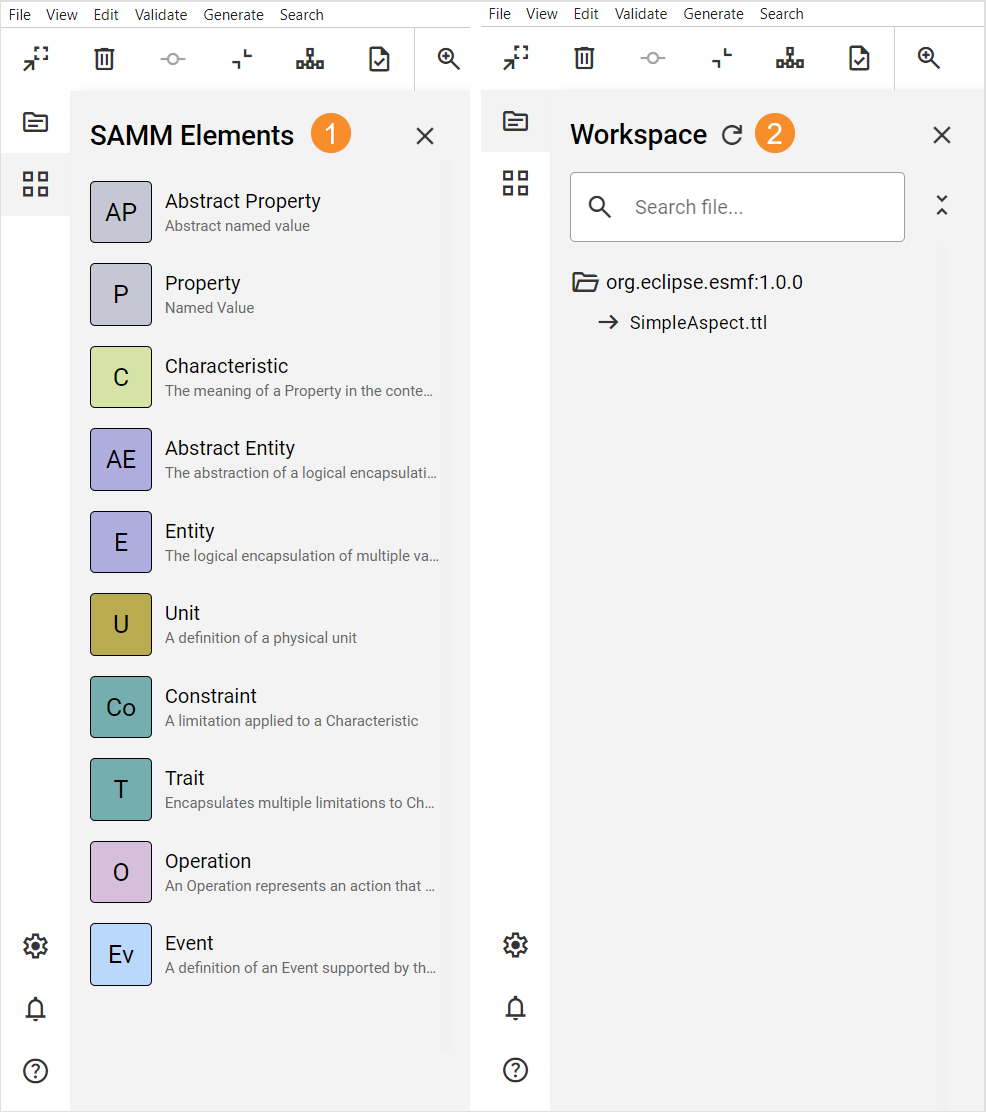 File View Edit Validate Generate Search
SAMM Elements 1
AP Abstract Property
Abstract named value
P Property
Named Value
C Characteristic
The meaning of a Property in the conte...
AE Abstract Entity
The abstraction of a logical encapsulati...
E Entity
The logical encapsulation of multiple va...
U Unit
A definition of a physical unit
Co Constraint
A limitation applied to a Characteristic
T Trait
Encapsulates multiple limitations to Ch...
O Operation
An Operation represents an action that ...
Ev Event
A definition of an Event supported by th...
File View Edit Validate Generate Search
Workspace 2
Search file...
org.eclipse.esmf:1.0.0
SimpleAspect.ttl